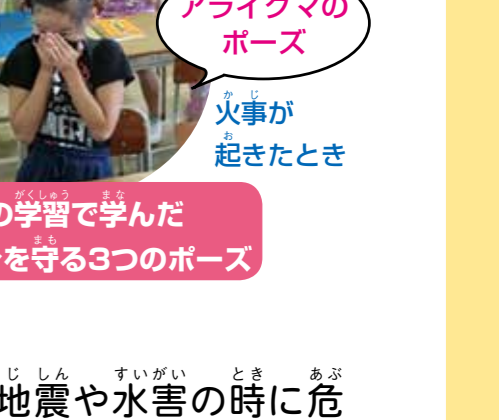 アライグマの
ポーズ
火事が
起きたとき
の学習で学んだ
を守る3つのポーズ
地震や水害の時に危